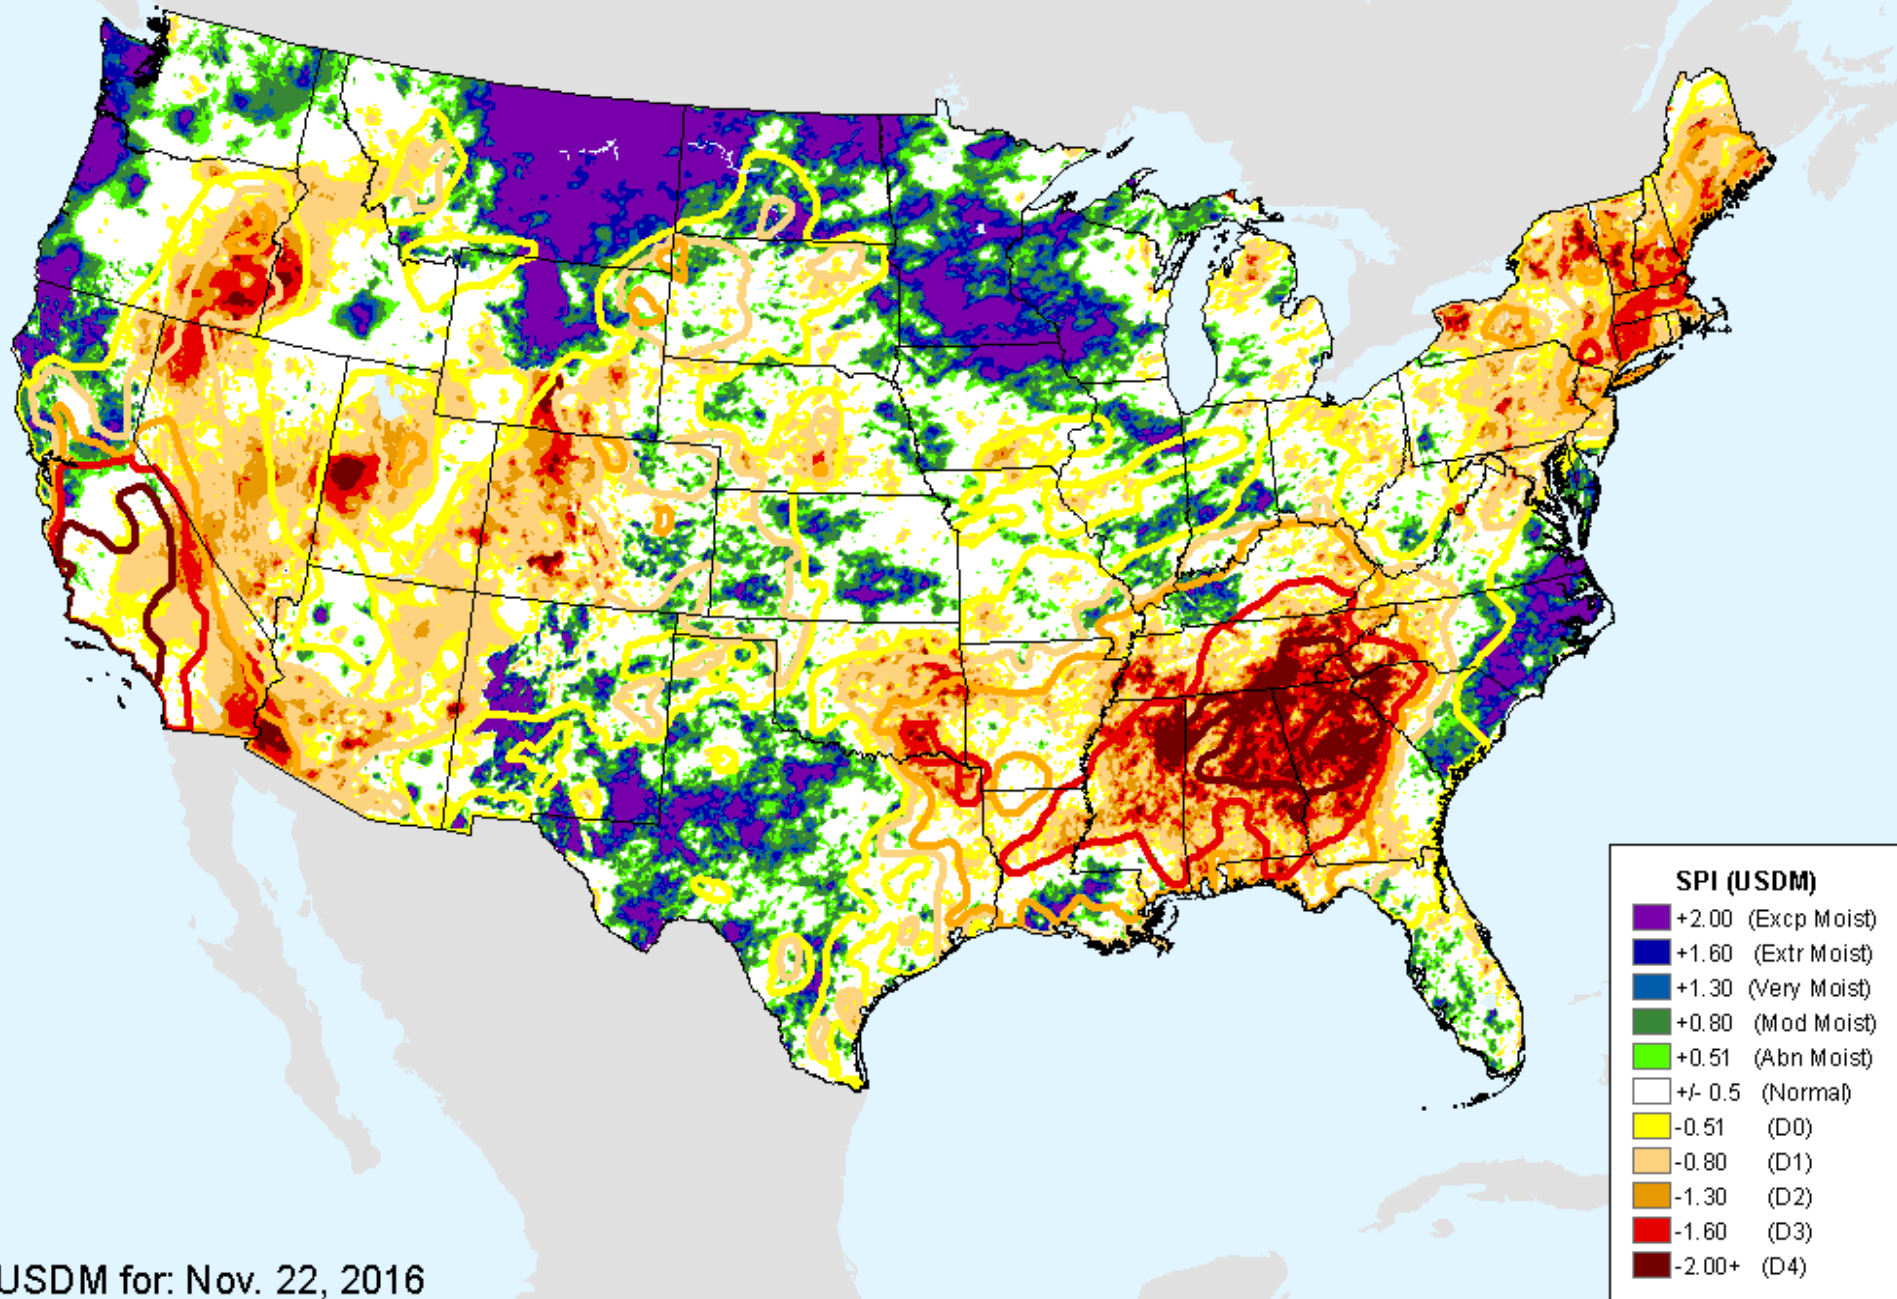 SPI (USDM)
+2.00 (Excp Moist)
+1.60 (Extr Moist)
+1.30 (Very Moist)
+0.80 (Mod Moist)
+0.51 (Abn Moist)
+/- 0.5 (Normal)
-0.51 (D0)
-0.80 (D1)
-1.30 (D2)
-1.60 (D3)
-2.00+ (D4)
USDM for: Nov. 22, 2016